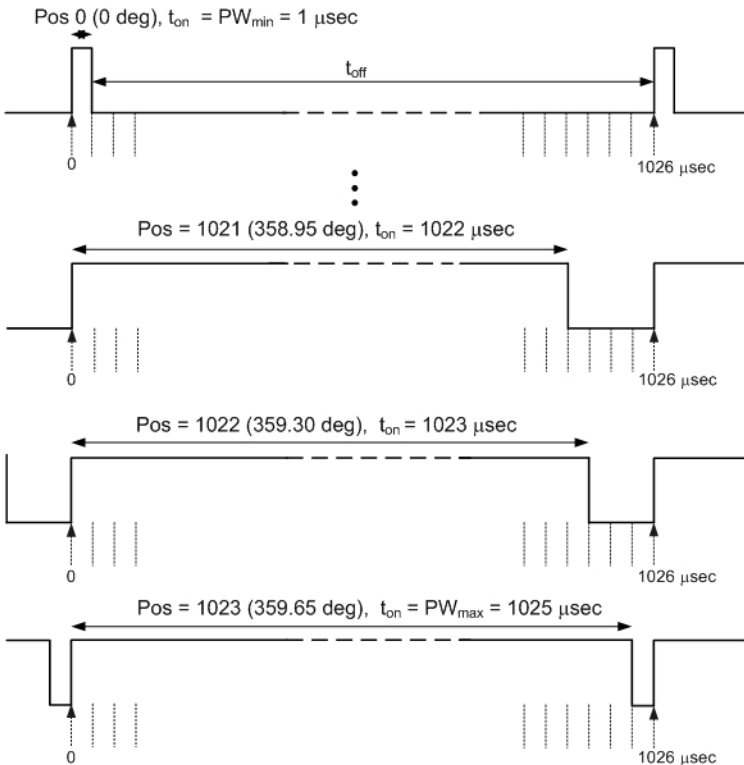 Pos 0 (0 deg), ton = PWmin = 1 μsec
toff
0
1026 μsec
Pos = 1021 (358.95 deg), ton = 1022 μsec
0
1026 μsec
Pos = 1022 (359.30 deg), ton = 1023 μsec
0
1026 μsec
Pos = 1023 (359.65 deg), ton = PWmax = 1025 μsec
0
1026 μsec